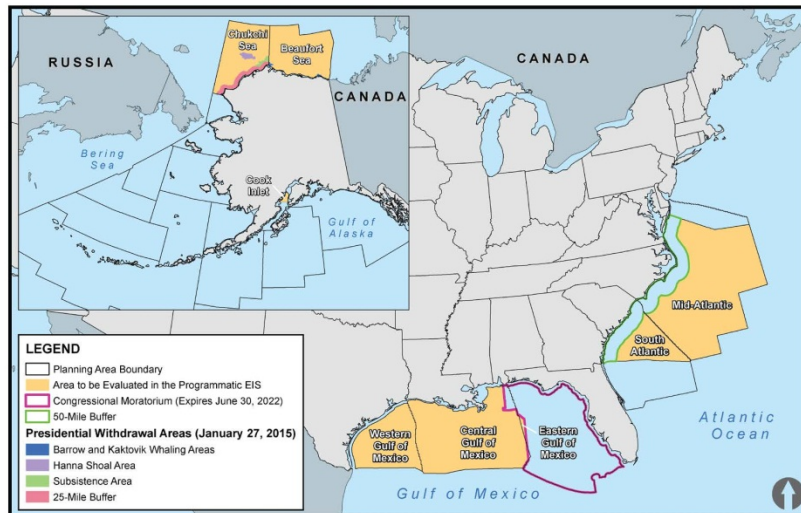 RUSSIA
Chukchi
Sea
Beaufort
Sea
CANADA
Bering
Sea
Cook
Inlet
Gulf of
Alaska
CANADA
Mid-Atlantic
South
Atlantic
Atlantic
Ocean
Western
Gulf of
Mexico
Central
Gulf of
Mexico
Eastern
Gulf of
Mexico
Gulf of Mexico
LEGEND
Planning Area Boundary
Area to be Evaluated in the Programmatic EIS
Congressional Moratorium (Expires June 30, 2022)
50-Mile Buffer
Presidential Withdrawal Areas (January 27, 2015)
Barrow and Kaktovik Whaling Areas
Hanna Shoal Area
Subsistence Area
25-Mile Buffer